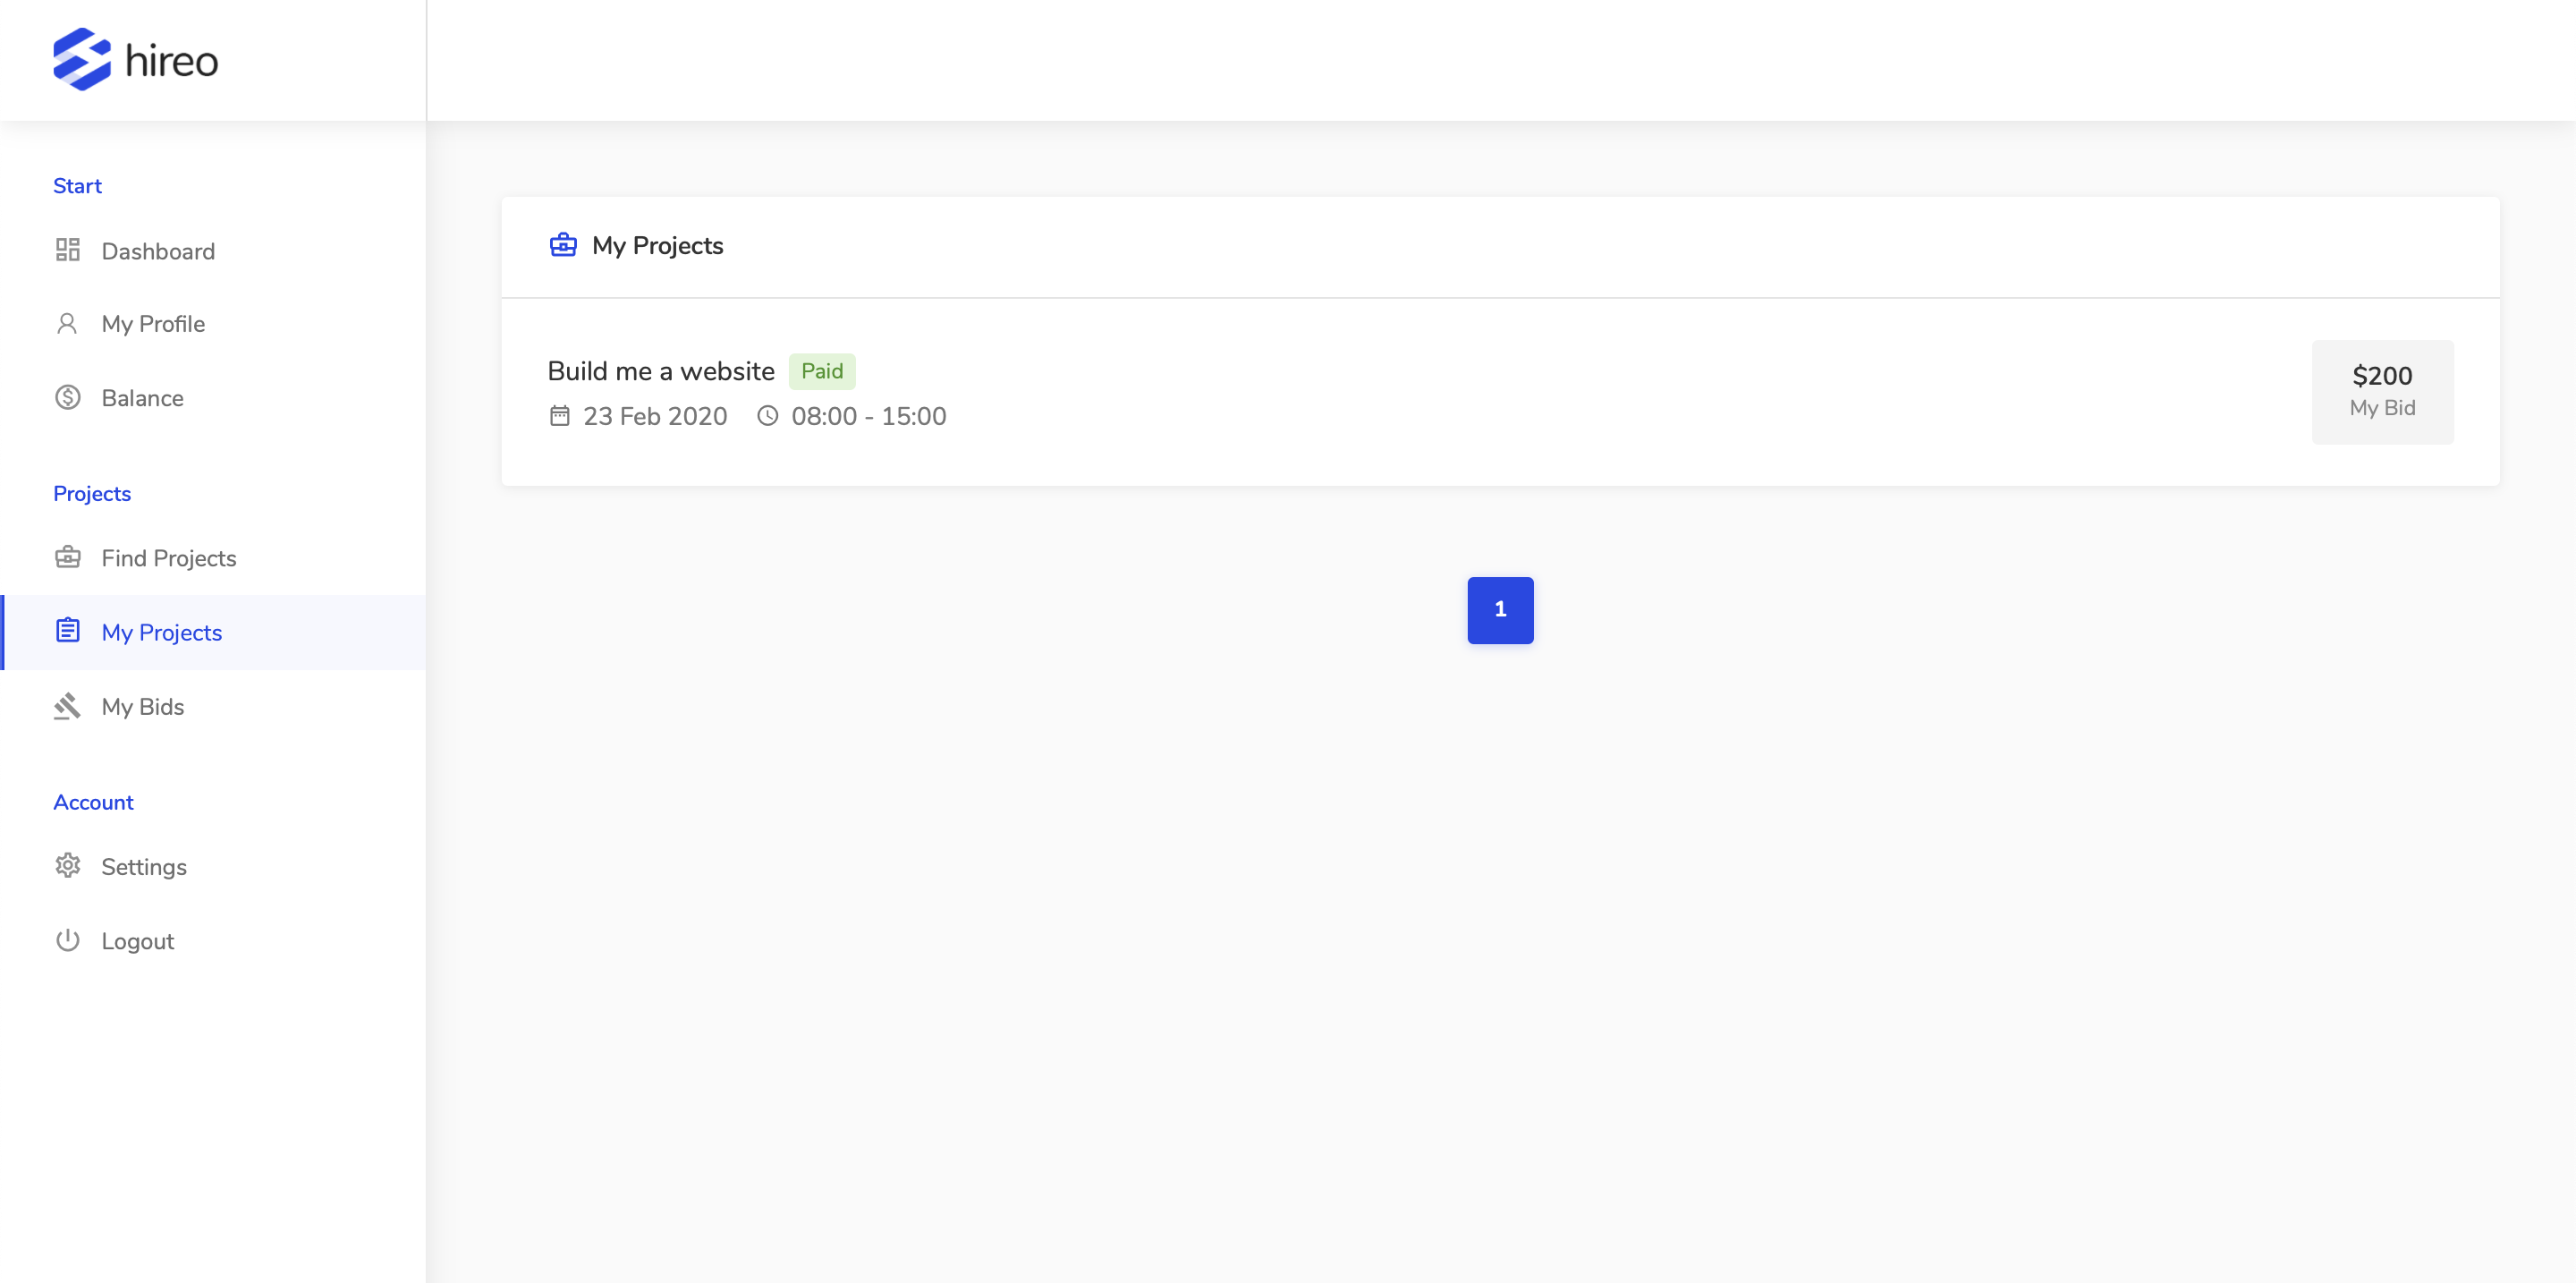 hireo
Start
Dashboard
My Profile
Balance
Projects
Find Projects
My Projects
My Bids
Account
Settings
Logout
My Projects
Build me a website Paid
23 Feb 2020 08:00 - 15:00
$200
My Bid
1